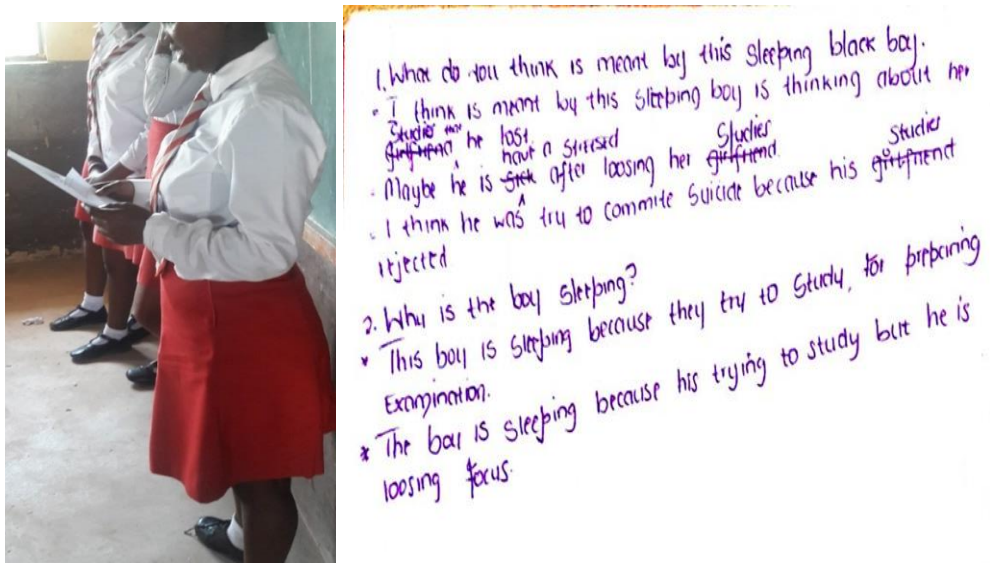 1. What do you think is meant by this sleeping black boy.
• I think is meant by this sleeping boy is thinking about her
Studies
girlfriend he lost
have a stressed Studies Studies
• Maybe he is sick after loosing her girlfriend
• I think he was try to commite suicide because his girlfriend
rejected
2. Why is the boy sleeping?
* This boy is sleeping because they try to study, for preparing
Examination.
* The boy is sleeping because his trying to study but he is
loosing focus.